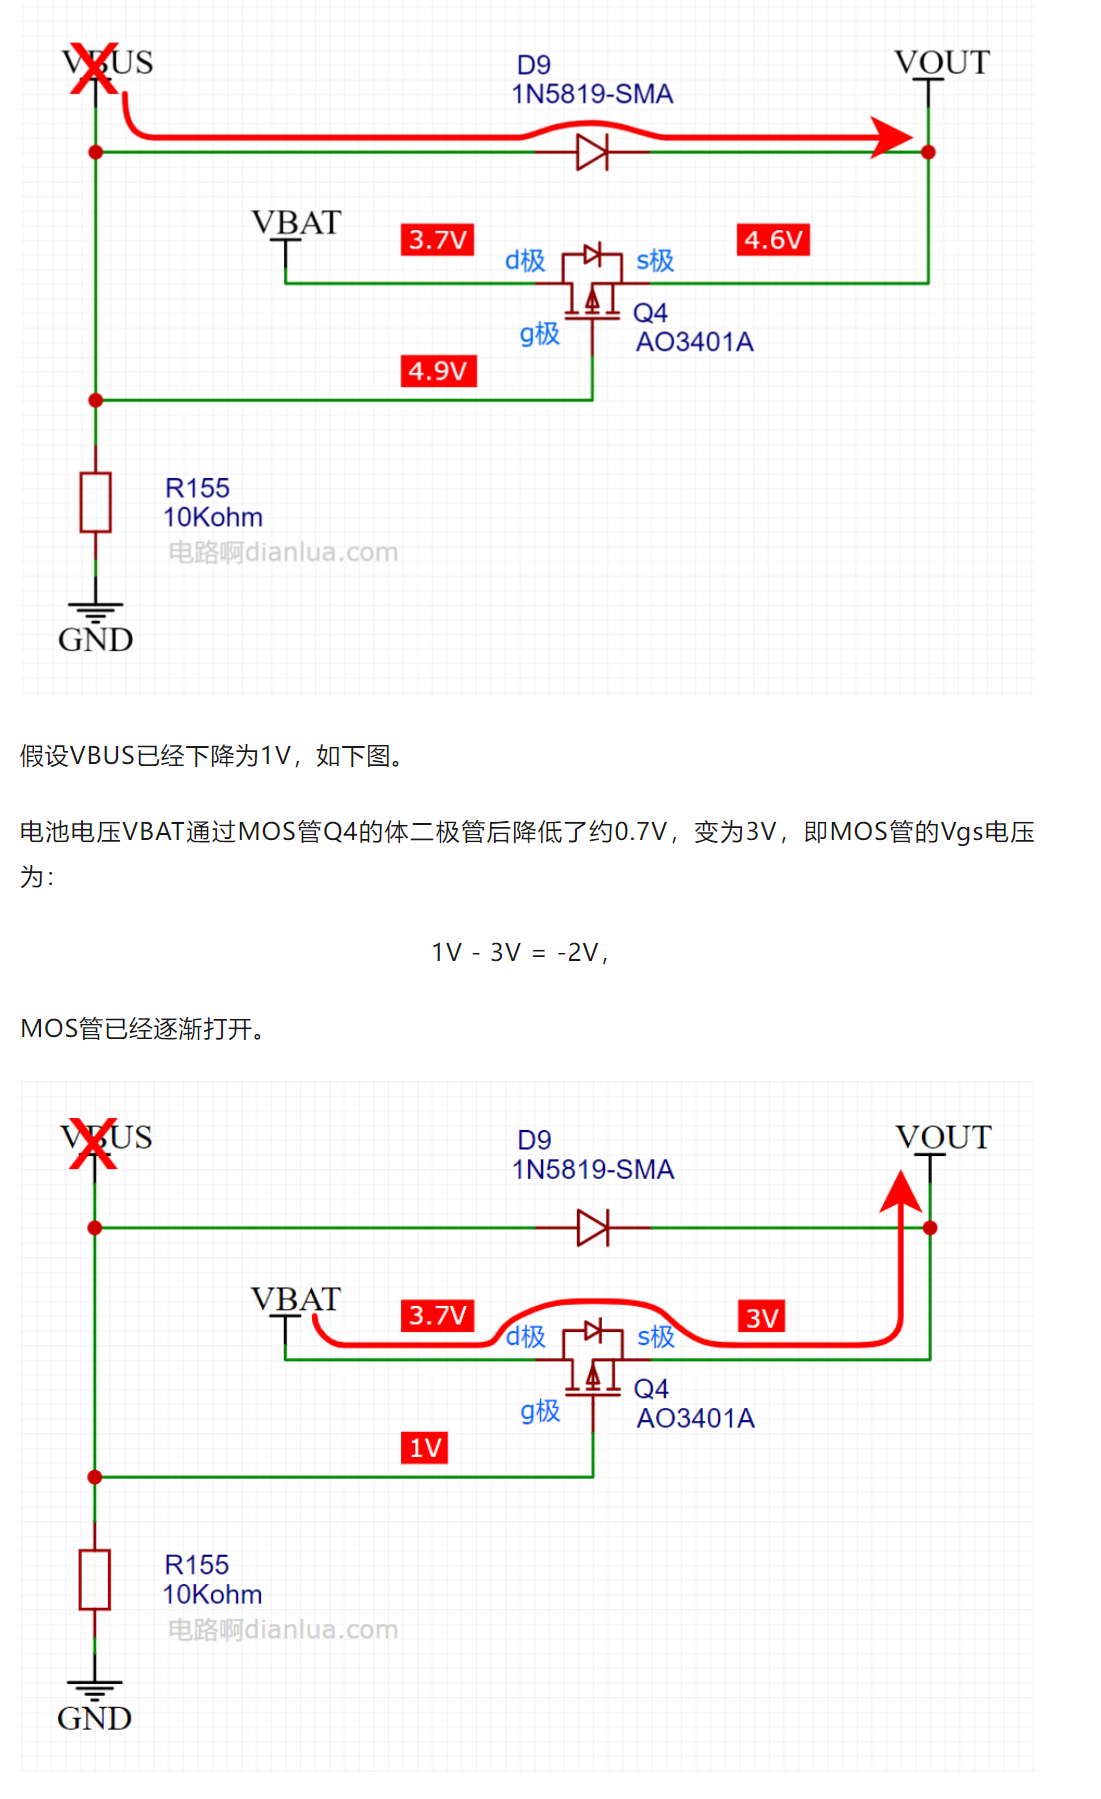 VBUS
D9
1N5819-SMA
VOUT
VBAT
3.7V
d极
s极
4.6V
g极
Q4
AO3401A
4.9V
R155
10Kohm
电路啊dianlua.com
GND
假设VBUS已经下降为1V，如下图。
电池电压VBAT通过MOS管Q4的体二极管后降低了约0.7V，变为3V，即MOS管的Vgs电压
为：
1V - 3V = -2V，
MOS管已经逐渐打开。
VBUS
D9
1N5819-SMA
VOUT
VBAT
3.7V
d极
s极
3V
g极
Q4
AO3401A
1V
R155
10Kohm
电路啊dianlua.com
GND